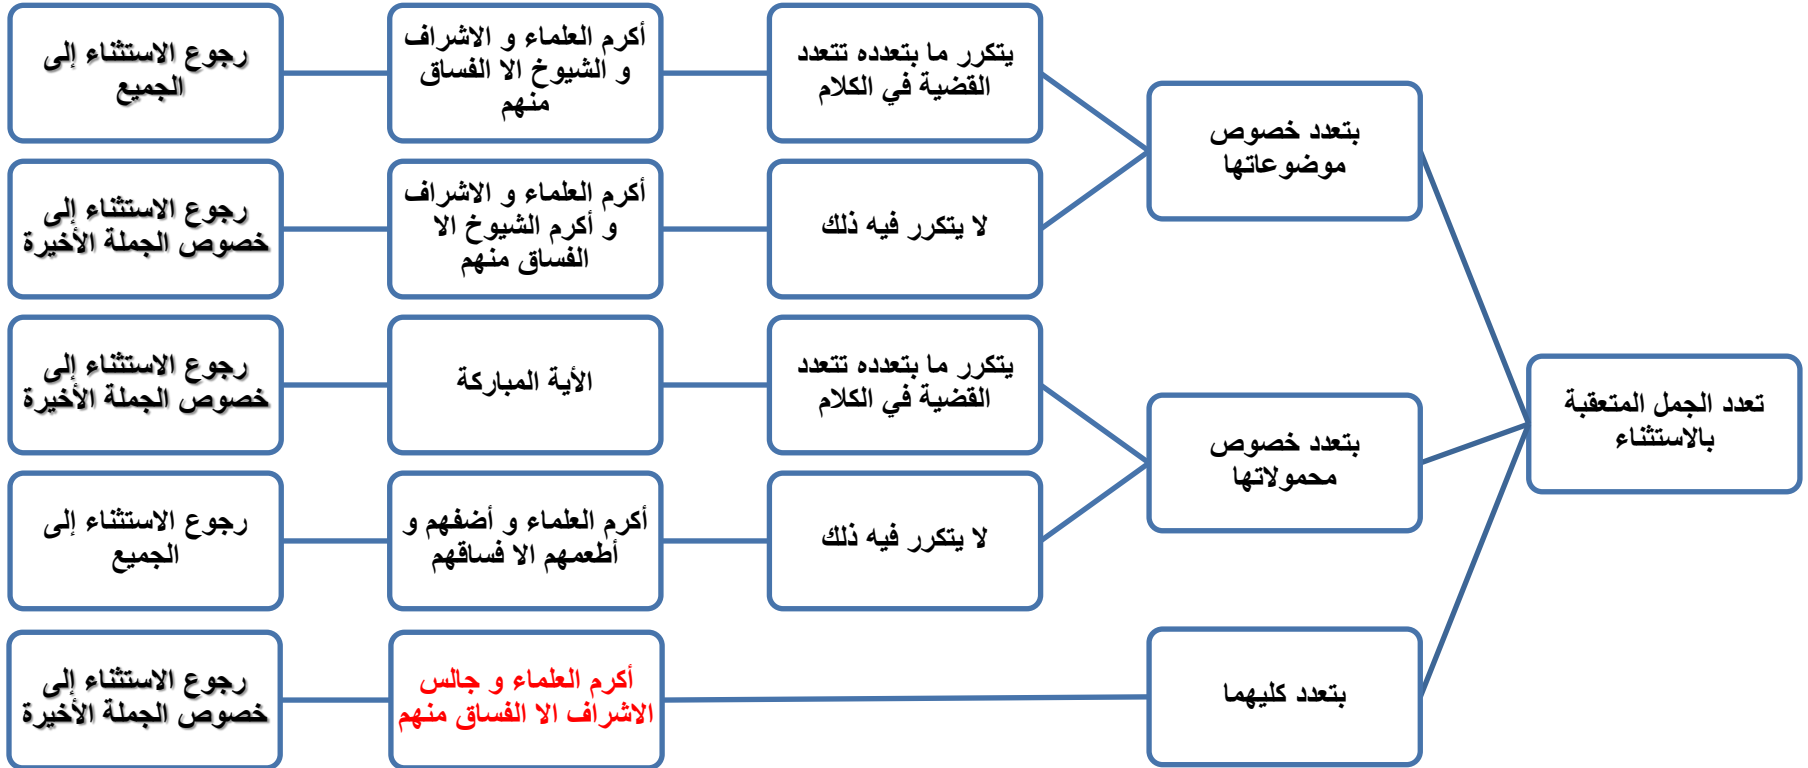 تعدد الجمل المتعقبة
بالاستثناء
بتعدد خصوص
موضوعاتها
يتكرر ما بتعدده تتعدد
القضية في الكلام
أكرم العلماء و الاشراف
و الشيوخ الا الفساق
منهم
رجوع الاستثناء إلى
الجميع
لا يتكرر فيه ذلك
أكرم العلماء و الاشراف
و أكرم الشيوخ الا
الفساق منهم
رجوع الاستثناء إلى
خصوص الجملة الأخيرة
بتعدد خصوص
محمولاتها
يتكرر ما بتعدده تتعدد
القضية في الكلام
الأية المباركة
رجوع الاستثناء إلى
خصوص الجملة الأخيرة
لا يتكرر فيه ذلك
أكرم العلماء و أضفهم و
أطعمهم الا فساقهم
رجوع الاستثناء إلى
الجميع
بتعدد كليهما
أكرم العلماء و جالس
الاشراف الا الفساق منهم
رجوع الاستثناء إلى
خصوص الجملة الأخيرة